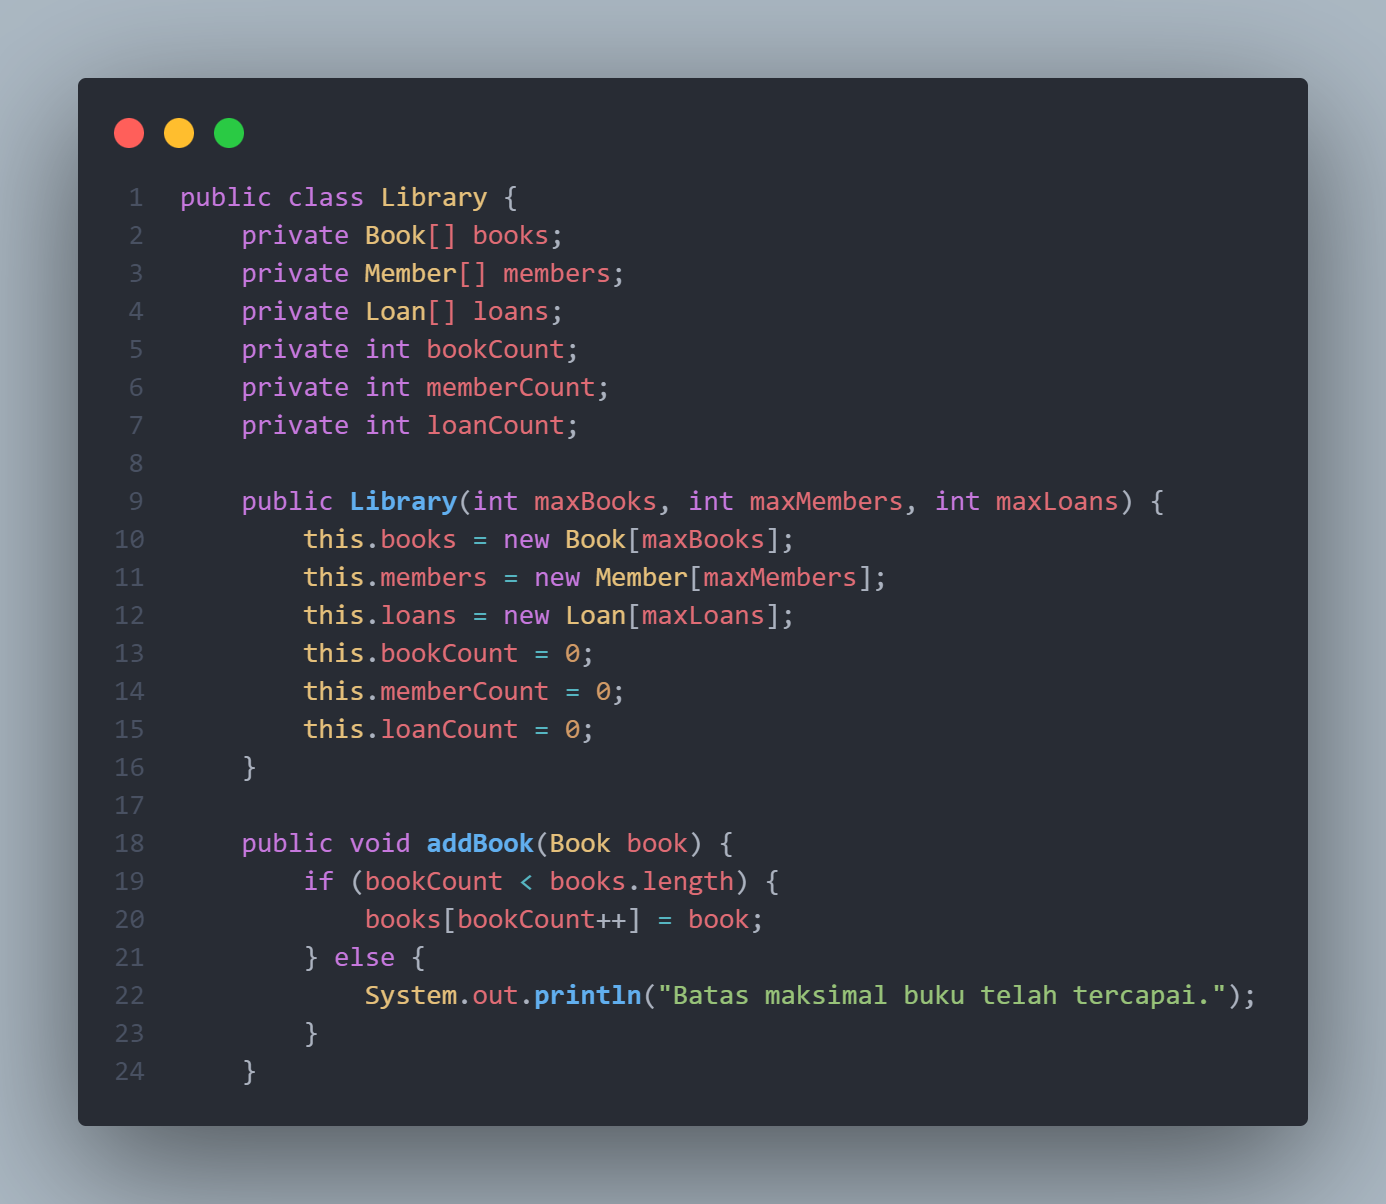 1 public class Library {
2     private Book[] books;
3     private Member[] members;
4     private Loan[] loans;
5     private int bookCount;
6     private int memberCount;
7     private int loanCount;
8
9     public Library(int maxBooks, int maxMembers, int maxLoans) {
10         this.books = new Book[maxBooks];
11         this.members = new Member[maxMembers];
12         this.loans = new Loan[maxLoans];
13         this.bookCount = 0;
14         this.memberCount = 0;
15         this.loanCount = 0;
16     }
17
18     public void addBook(Book book) {
19         if (bookCount < books.length) {
20             books[bookCount++] = book;
21         } else {
22             System.out.println("Batas maksimal buku telah tercapai.");
23         }
24     }